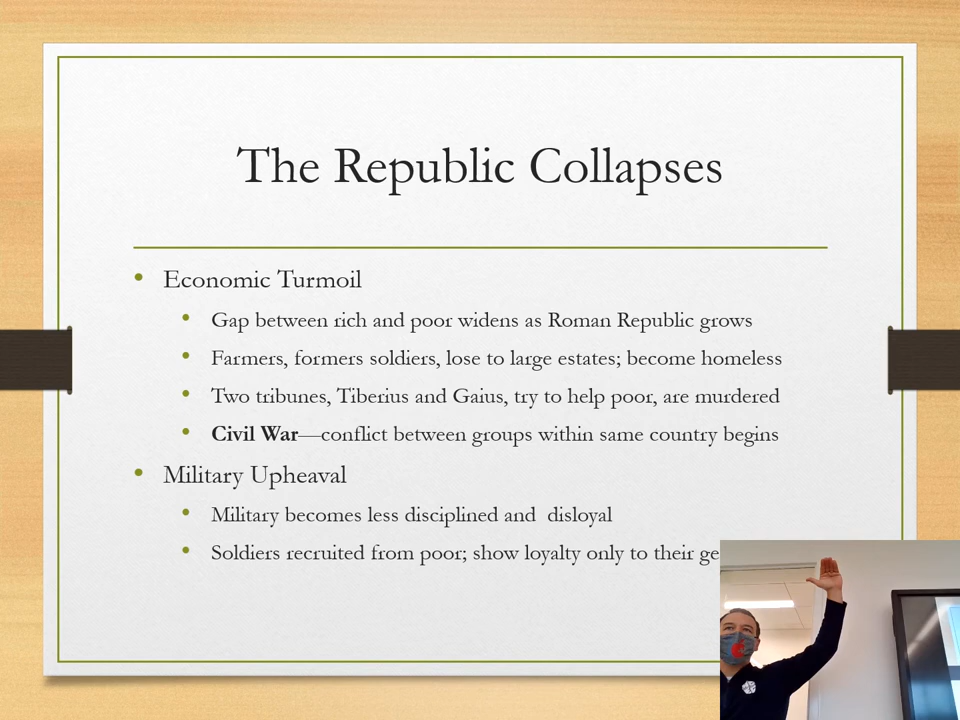 The Republic Collapses
• Economic Turmoil
• Gap between rich and poor widens as Roman Republic grows
• Farmers, formers soldiers, lose to large estates; become homeless
• Two tribunes, Tiberius and Gaius, try to help poor, are murdered
• Civil War—conflict between groups within same country begins
• Military Upheaval
• Military becomes less disciplined and  disloyal
• Soldiers recruited from poor; show loyalty only to their